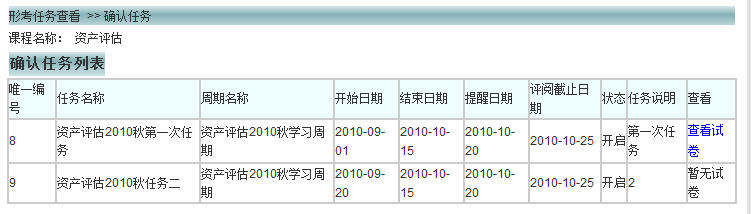 形考任务查看 >> 确认任务
课程名称： 资产评估
确认任务列表
唯一编号 任务名称 周期名称 开始日期 结束日期 提醒日期 评阅截止日期 状态 任务说明 查看
8 资产评估2010秋第一次任务 资产评估2010秋学习周期 2010-09-01 2010-10-15 2010-10-20 2010-10-25 开启 第一次任务 查看试卷
9 资产评估2010秋任务二 资产评估2010秋学习周期 2010-09-20 2010-10-15 2010-10-20 2010-10-25 开启 2 暂无试卷